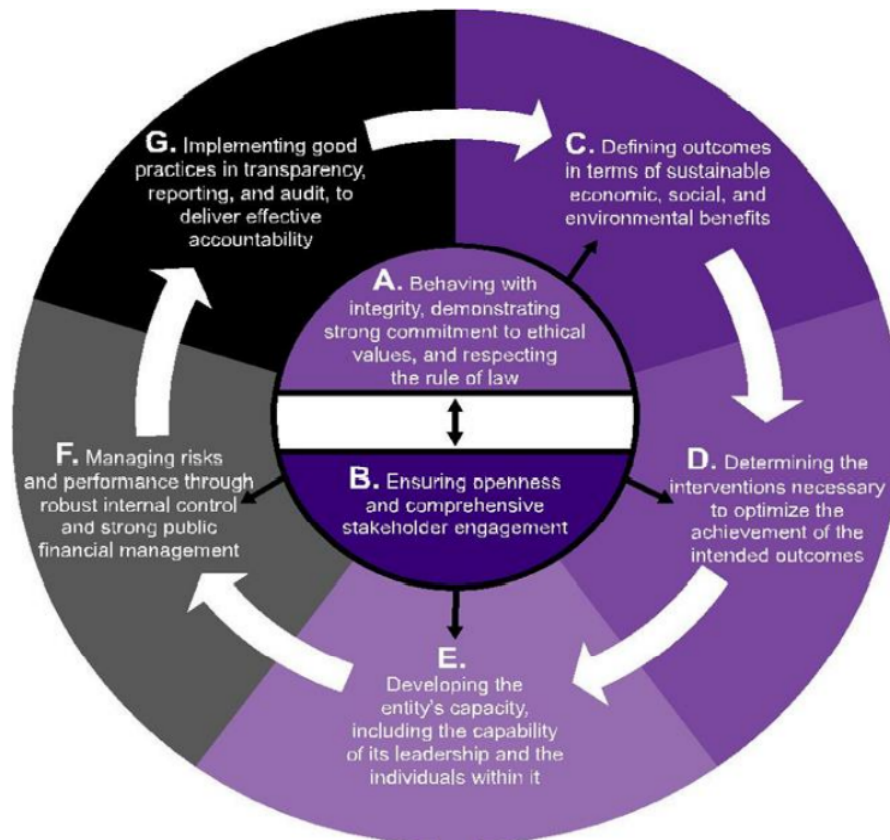 A. Behaving with
integrity, demonstrating
strong commitment to ethical
values, and respecting
the rule of law
B. Ensuring openness
and comprehensive
stakeholder engagement
C. Defining outcomes
in terms of sustainable
economic, social, and
environmental benefits
D. Determining the
interventions necessary
to optimize the
achievement of the
intended outcomes
E.
Developing the
entity's capacity,
including the capability
of its leadership and the
individuals within it
F. Managing risks
and performance through
robust internal control
and strong public
financial management
G. Implementing good
practices in transparency,
reporting, and audit, to
deliver effective
accountability